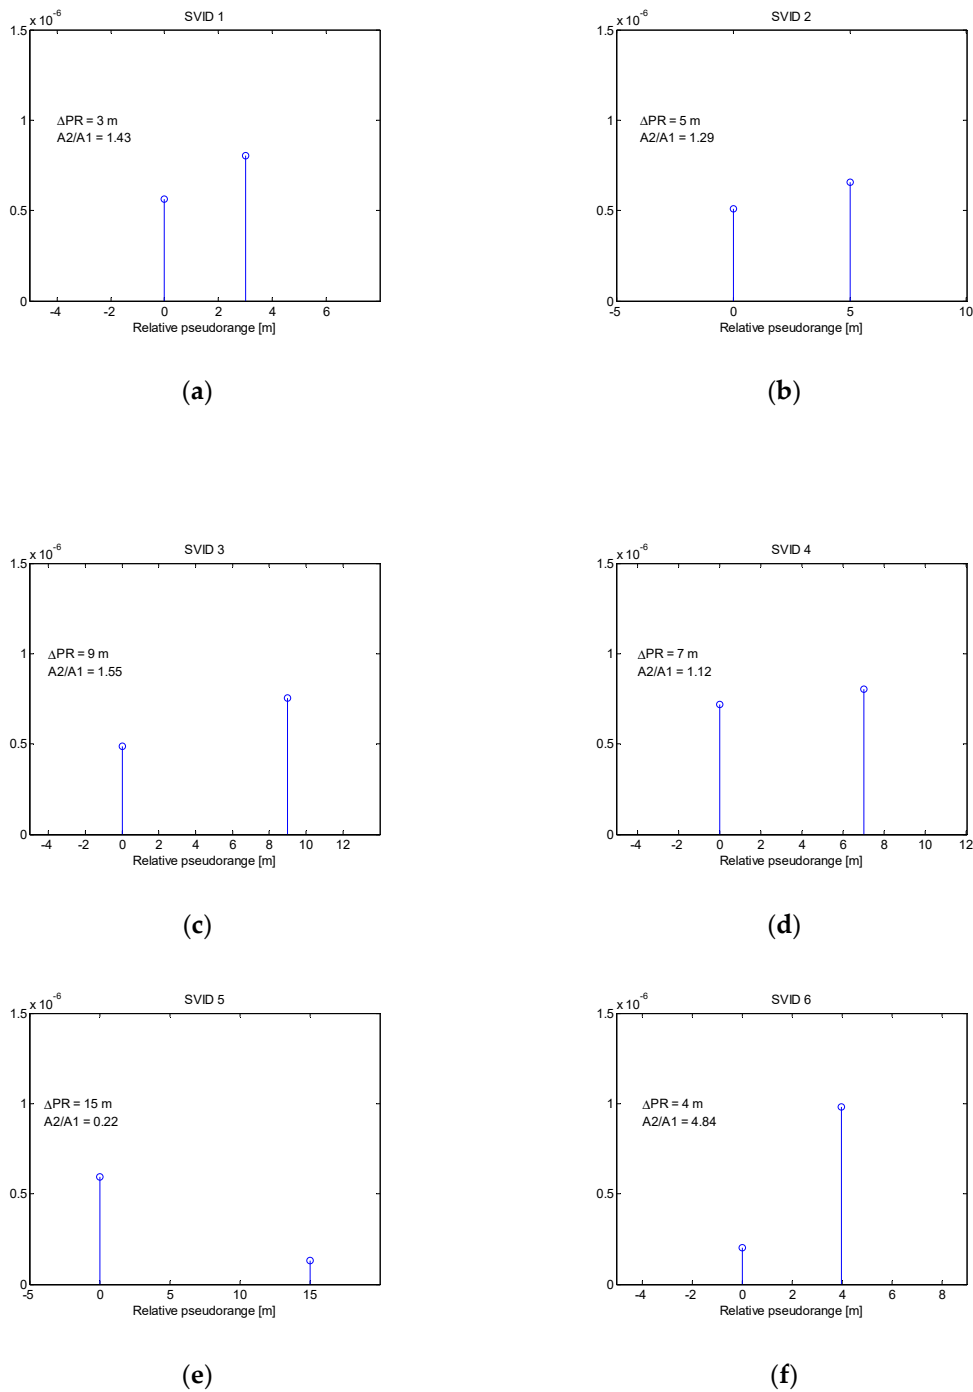 SVID 1
x 10-6
1.5
1
0.5
0
ΔPR = 3 m
A2/A1 = 1.43
-4 -2 0 2 4 6
Relative pseudorange [m]
(a)
SVID 2
x 10-6
1.5
1
0.5
0
ΔPR = 5 m
A2/A1 = 1.29
-5 0 5 10
Relative pseudorange [m]
(b)
SVID 3
x 10-6
1.5
1
0.5
0
ΔPR = 9 m
A2/A1 = 1.55
-4 -2 0 2 4 6 8 10 12
Relative pseudorange [m]
(c)
SVID 4
x 10-6
1.5
1
0.5
0
ΔPR = 7 m
A2/A1 = 1.12
-4 -2 0 2 4 6 8 10 12
Relative pseudorange [m]
(d)
SVID 5
x 10-6
1.5
1
0.5
0
ΔPR = 15 m
A2/A1 = 0.22
-5 0 5 10 15
Relative pseudorange [m]
(e)
SVID 6
x 10-6
1.5
1
0.5
0
ΔPR = 4 m
A2/A1 = 4.84
-4 -2 0 2 4 6 8
Relative pseudorange [m]
(f)